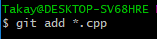 Takay@DESKTOP-SV68HRE
$ git add *.cpp